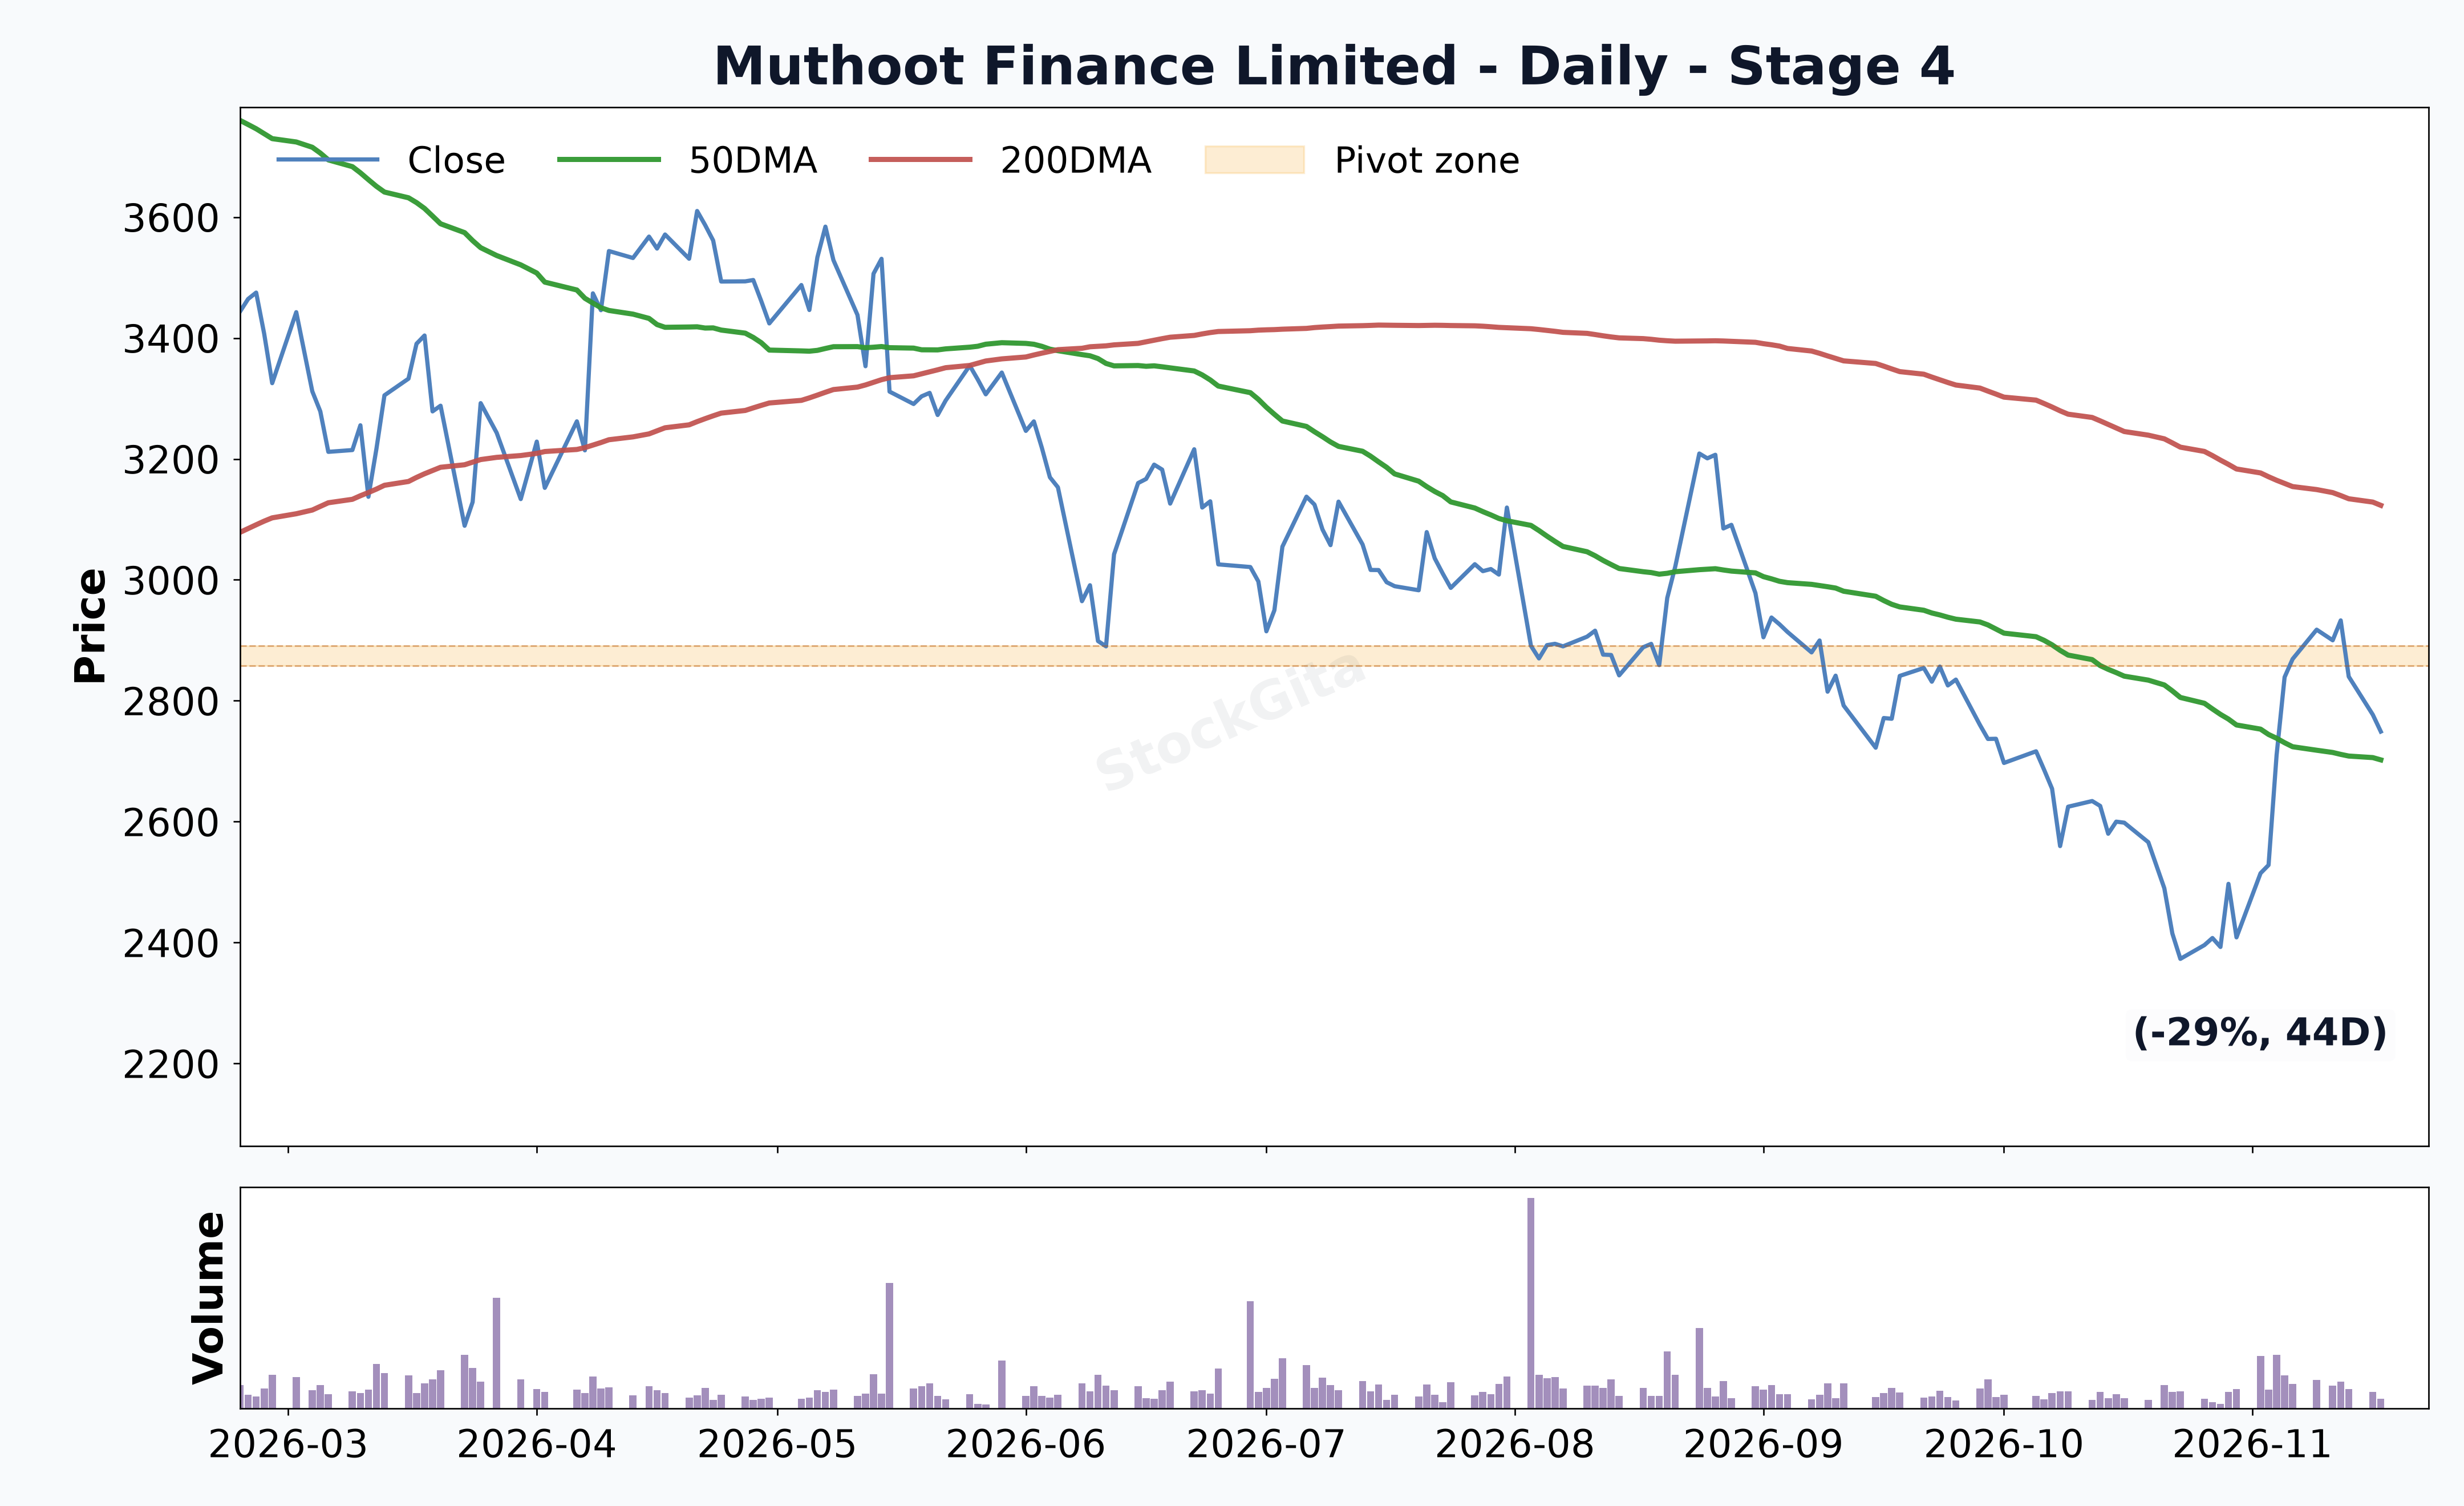 Muthoot Finance Limited - Daily - Stage 4
Close 50DMA 200DMA Pivot zone
3600
3400
3200
3000
2800
2600
2400
2200
Price
StockGita
(-29%, 44D)
Volume
2026-03 2026-04 2026-05 2026-06 2026-07 2026-08 2026-09 2026-10 2026-11